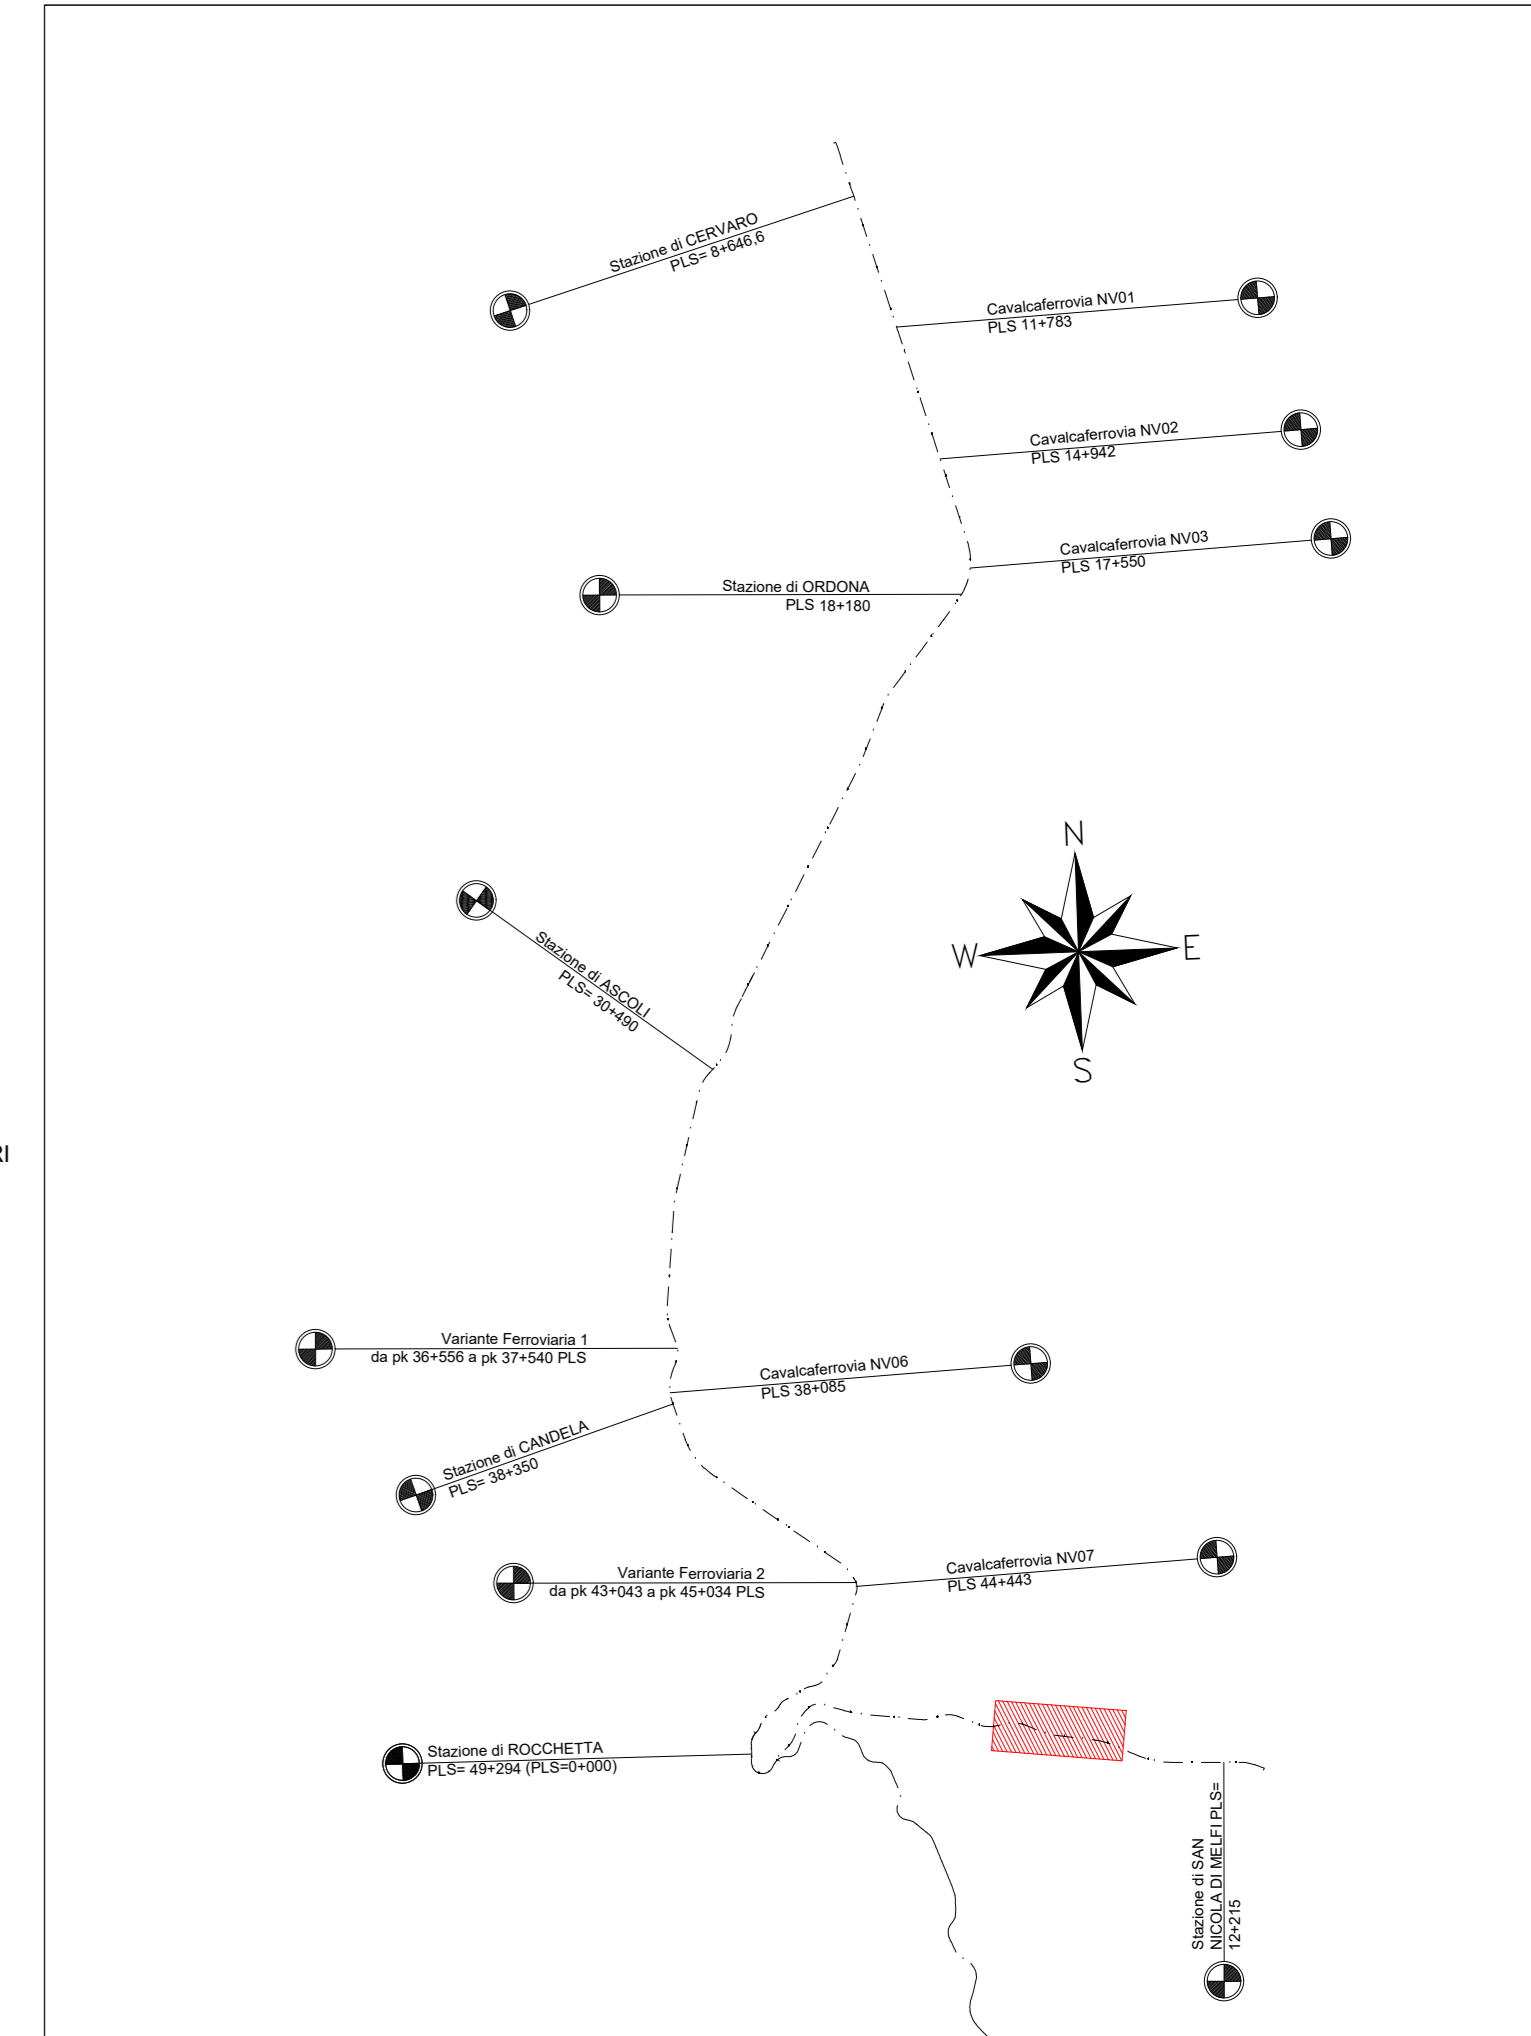 Stazione di CERVARO
PLS= 8+646,6
Cavalcaferrovia NV01
PLS 11+783
Cavalcaferrovia NV02
PLS 14+942
Cavalcaferrovia NV03
PLS 17+550
Stazione di ORDONA
PLS 18+180
N
W
E
S
Stazione di ASCOLI
PLS= 30+490
RI
Variante Ferroviaria 1
da pk 36+556 a pk 37+540 PLS
Cavalcaferrovia NV06
PLS 38+085
Stazione di CANDELA
PLS= 38+350
Variante Ferroviaria 2
da pk 43+043 a pk 45+034 PLS
Cavalcaferrovia NV07
PLS 44+443
Stazione di ROCCHETTA
PLS= 49+294 (PLS=0+000)
Stazione di SAN
NICOLA DI MELFI PLS=
12+215